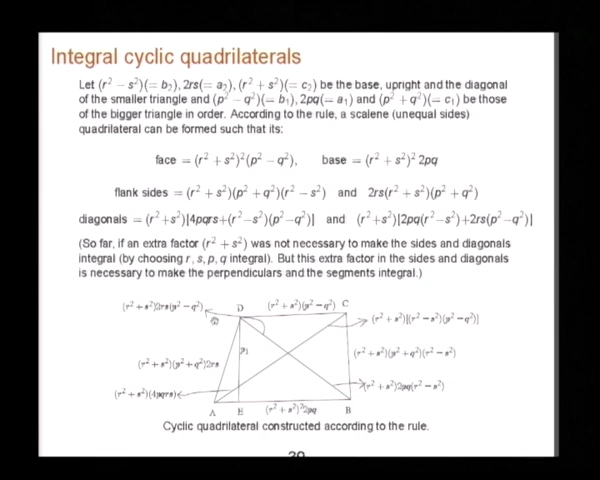 Integral cyclic quadrilaterals
Let (r² − s²)(= b₂), 2rs(= a₂), (r² + s²)(= c₂) be the base, upright and the diagonal
of the smaller triangle and (p² − q²)(= b₁), 2pq(= a₁) and (p² + q²)(= c₁) be those
of the bigger triangle in order. According to the rule, a scalene (unequal sides)
quadrilateral can be formed such that its:
face = (r² + s²)²(p² − q²), base = (r² + s²)² 2pq
flank sides = (r² + s²)(p² + q²)(r² − s²) and 2rs(r² + s²)(p² + q²)
diagonals = (r²+s²)|4pqrs+(r²−s²)(p²−q²)| and (r²+s²)|2pq(r²−s²)+2rs(p²−q²)|
(So far, if an extra factor (r² + s²) was not necessary to make the sides and diagonals
integral (by choosing r, s, p, q integral). But this extra factor in the sides and diagonals
is necessary to make the perpendiculars and the segments integral.)
(r² + s²)2rs(p² − q²) D (r² + s²)(p² − q²) C
(r² + s²)[(r² − s²)(p² − q²)]
p₁ (r² + s²)(p² + q²)(r² − s²)
(r² + s²)(p² + q²)2rs
(r² + s²)(4pqrs) (r² + s²)2pq(r² − s²)
A E (r² + s²)²2pq B
Cyclic quadrilateral constructed according to the rule.